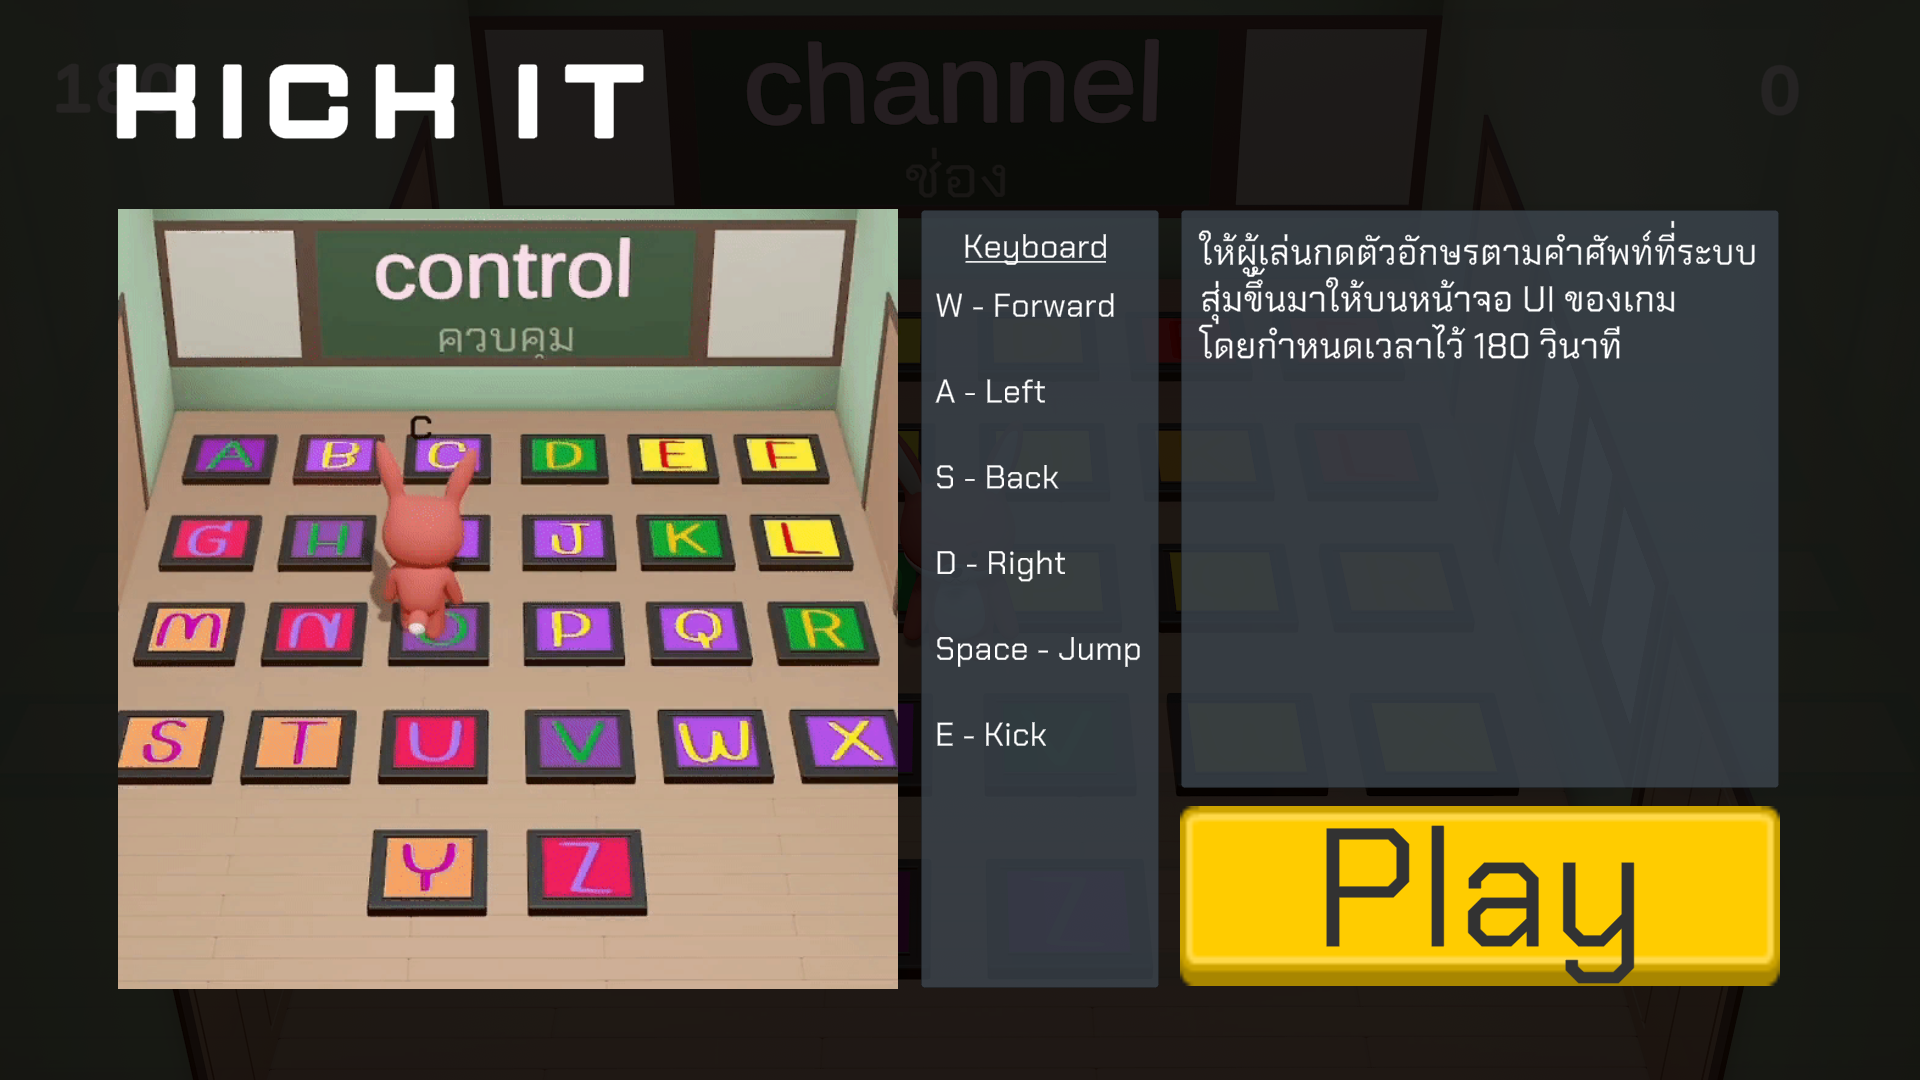 180
KICK IT
channel
ช่อง
0
control
ควบคุม
C
A B C D E F
G H J K L
M N O P Q R
S T U V W X
Y Z
Keyboard
W - Forward
A - Left
S - Back
D - Right
Space - Jump
E - Kick
ให้ผู้เล่นกดตัวอักษรตามคำศัพท์ที่ระบบ
สุ่มขึ้นมาให้บนหน้าจอ UI ของเกม
โดยกำหนดเวลาไว้ 180 วินาที
Play